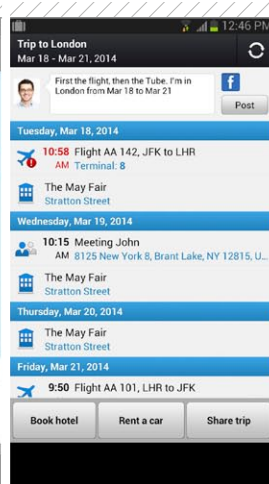 12:46 PM
Trip to London
Mar 18 - Mar 21, 2014
First the flight, then the Tube. I'm in
London from Mar 18 to Mar 21
f
Post
Tuesday, Mar 18, 2014
10:58 Flight AA 142, JFK to LHR
AM Terminal: 8
The May Fair
Stratton Street
Wednesday, Mar 19, 2014
10:15 Meeting John
AM 8125 New York 8, Brant Lake, NY 12815, U...
The May Fair
Stratton Street
Thursday, Mar 20, 2014
The May Fair
Stratton Street
Friday, Mar 21, 2014
9:50 Flight AA 101, LHR to JFK
Book hotel
Rent a car
Share trip